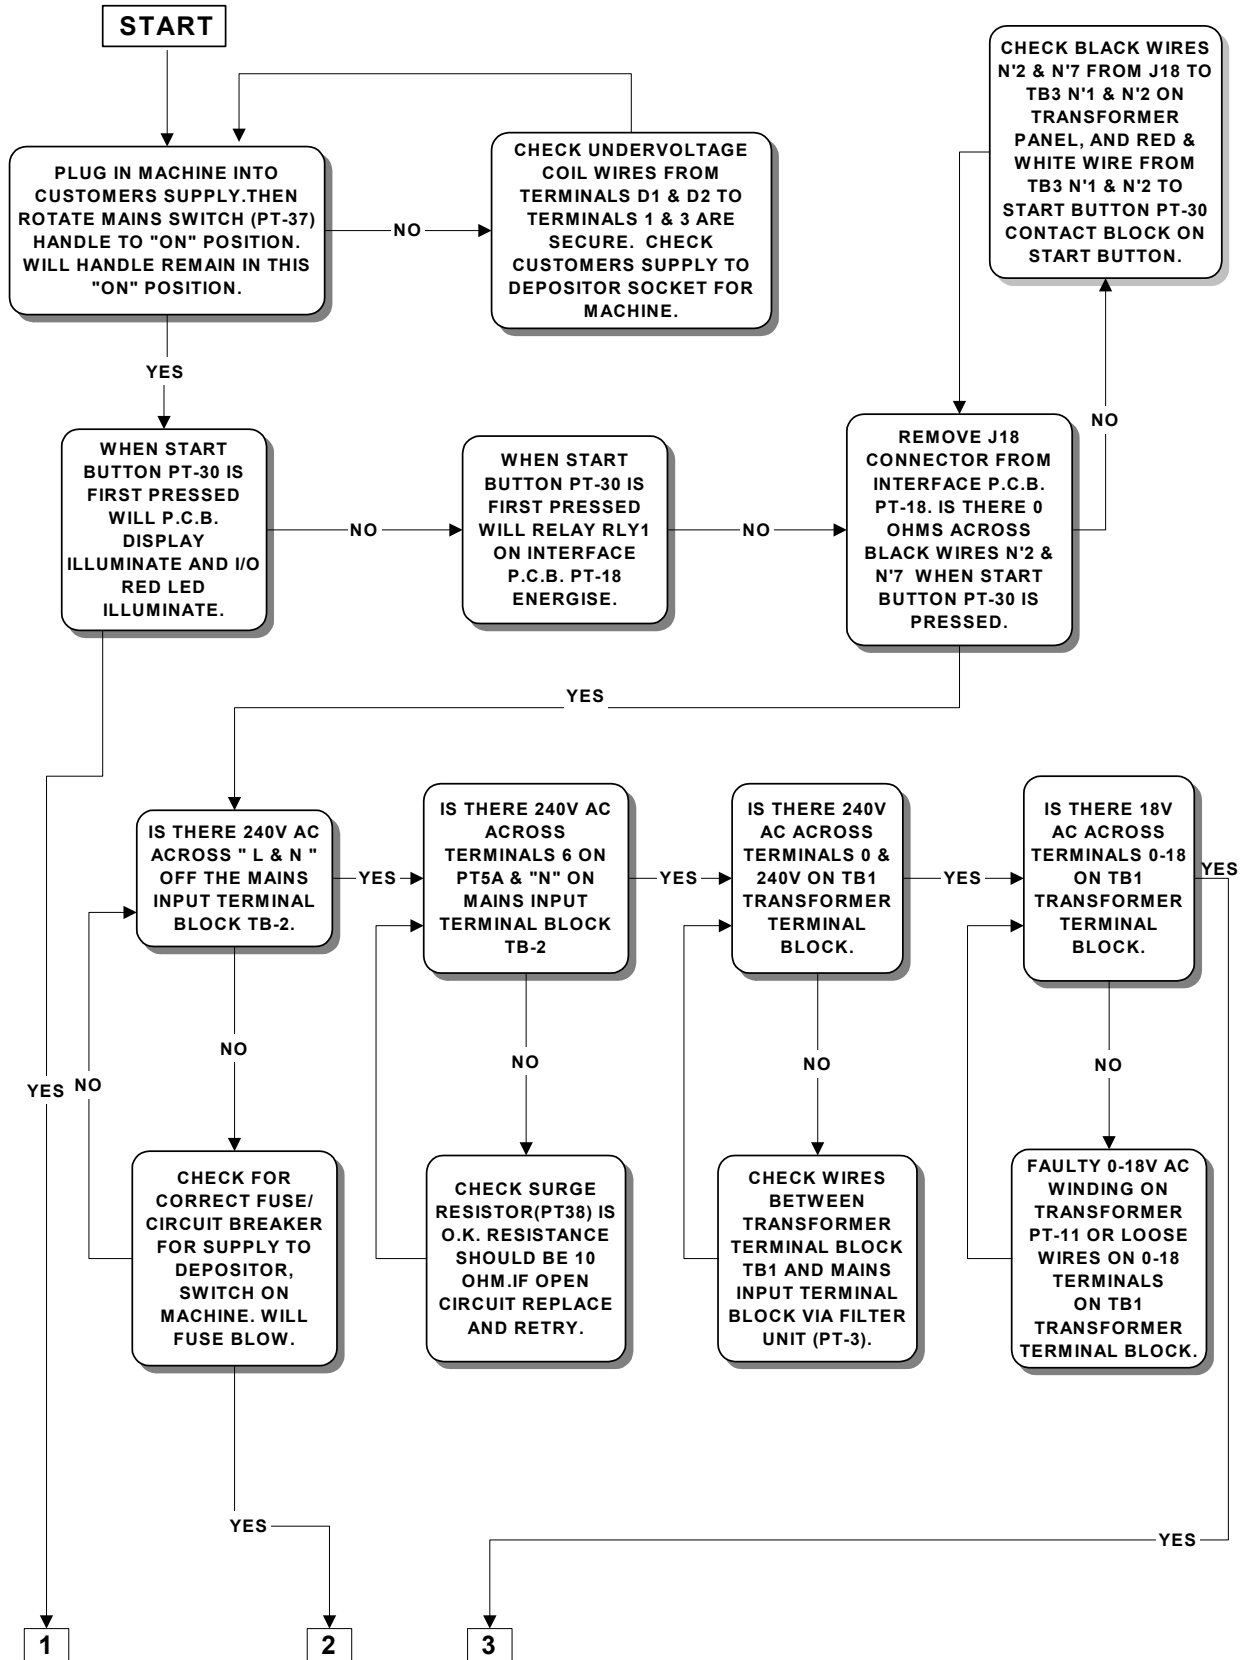 START
CHECK BLACK WIRES
N'2 & N'7 FROM J18 TO
TB3 N'1 & N'2 ON
TRANSFORMER
PANEL, AND RED &
WHITE WIRE FROM
TB3 N'1 & N'2 TO
START BUTTON PT-30
CONTACT BLOCK ON
START BUTTON.
PLUG IN MACHINE INTO
CUSTOMERS SUPPLY.THEN
ROTATE MAINS SWITCH (PT-37)
HANDLE TO "ON" POSITION.
WILL HANDLE REMAIN IN THIS
"ON" POSITION.
NO
CHECK UNDERVOLTAGE
COIL WIRES FROM
TERMINALS D1 & D2 TO
TERMINALS 1 & 3 ARE
SECURE. CHECK
CUSTOMERS SUPPLY TO
DEPOSITOR SOCKET FOR
MACHINE.
YES
NO
WHEN START
BUTTON PT-30 IS
FIRST PRESSED
WILL P.C.B.
DISPLAY
ILLUMINATE AND I/O
RED LED
ILLUMINATE.
NO
WHEN START
BUTTON PT-30 IS
FIRST PRESSED
WILL RELAY RLY1
ON INTERFACE
P.C.B. PT-18
ENERGISE.
NO
REMOVE J18
CONNECTOR FROM
INTERFACE P.C.B.
PT-18. IS THERE 0
OHMS ACROSS
BLACK WIRES N'2 &
N'7 WHEN START
BUTTON PT-30 IS
PRESSED.
YES
IS THERE 240V AC
ACROSS " L & N "
OFF THE MAINS
INPUT TERMINAL
BLOCK TB-2.
YES
IS THERE 240V AC
ACROSS
TERMINALS 6 ON
PT5A & "N" ON
MAINS INPUT
TERMINAL BLOCK
TB-2
YES
IS THERE 240V
AC ACROSS
TERMINALS 0 &
240V ON TB1
TRANSFORMER
TERMINAL
BLOCK.
YES
IS THERE 18V
AC ACROSS
TERMINALS 0-18
ON TB1
TRANSFORMER
TERMINAL
BLOCK.
YES
YES
NO
NO
NO
NO
NO
CHECK FOR
CORRECT FUSE/
CIRCUIT BREAKER
FOR SUPPLY TO
DEPOSITOR,
SWITCH ON
MACHINE. WILL
FUSE BLOW.
CHECK SURGE
RESISTOR(PT38) IS
O.K. RESISTANCE
SHOULD BE 10
OHM.IF OPEN
CIRCUIT REPLACE
AND RETRY.
CHECK WIRES
BETWEEN
TRANSFORMER
TERMINAL BLOCK
TB1 AND MAINS
INPUT TERMINAL
BLOCK VIA FILTER
UNIT (PT-3).
FAULTY 0-18V AC
WINDING ON
TRANSFORMER
PT-11 OR LOOSE
WIRES ON 0-18
TERMINALS
ON TB1
TRANSFORMER
TERMINAL BLOCK.
YES
YES
1
2
3